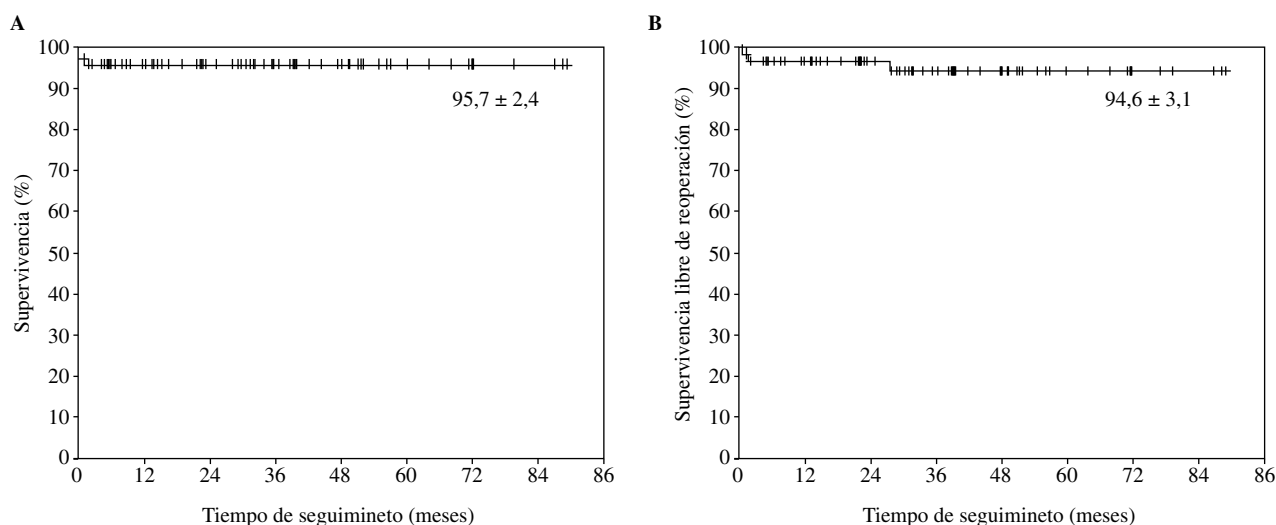 A
Supervivencia (%)
100
90
80
70
60
50
40
30
20
10
0
95,7 ± 2,4
0 12 24 36 48 60 72 84 86
Tiempo de seguimineto (meses)
B
Supervivencia libre de reoperación (%)
100
90
80
70
60
50
40
30
20
10
0
94,6 ± 3,1
0 12 24 36 48 60 72 84 86
Tiempo de seguimineto (meses)